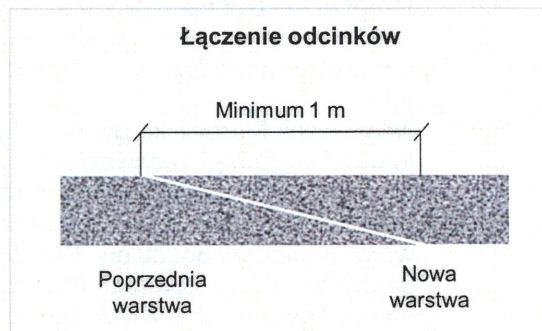 Łączenie odcinków
Minimum 1 m
Poprzednia
warstwa
Nowa
warstwa